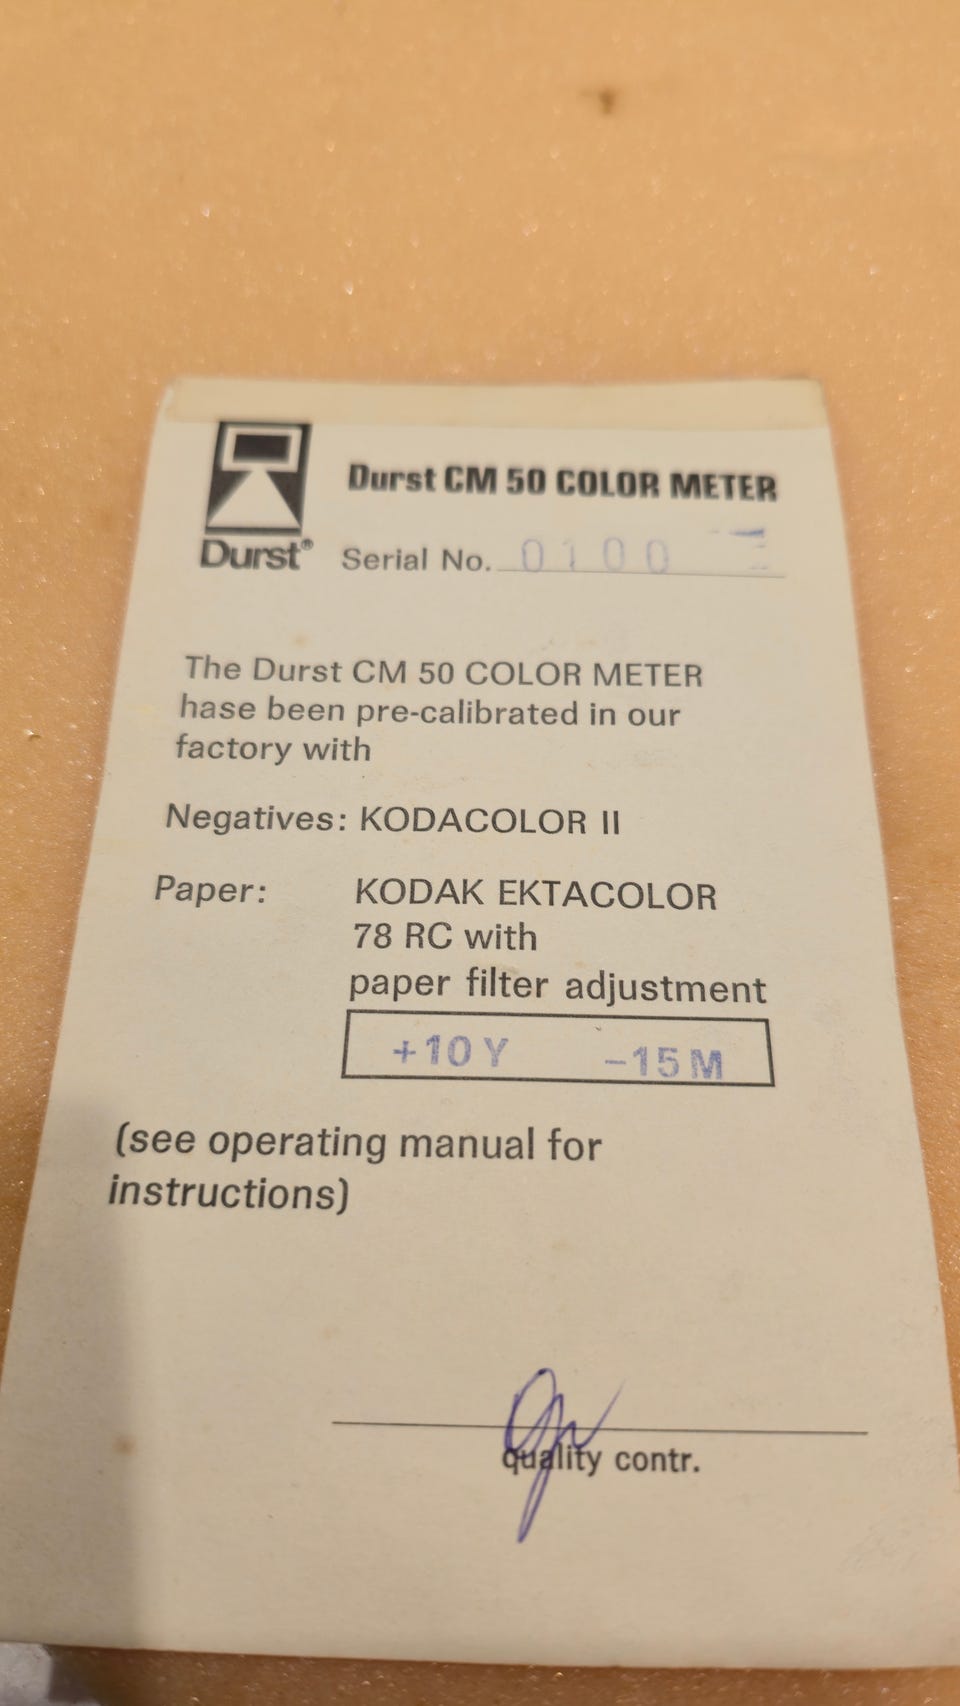 Durst CM 50 COLOR METER
Durst® Serial No. 0100
The Durst CM 50 COLOR METER
hase been pre-calibrated in our
factory with
Negatives: KODACOLOR II
Paper: KODAK EKTACOLOR
78 RC with
paper filter adjustment
+10 Y -15 M
(see operating manual for
instructions)
quality contr.